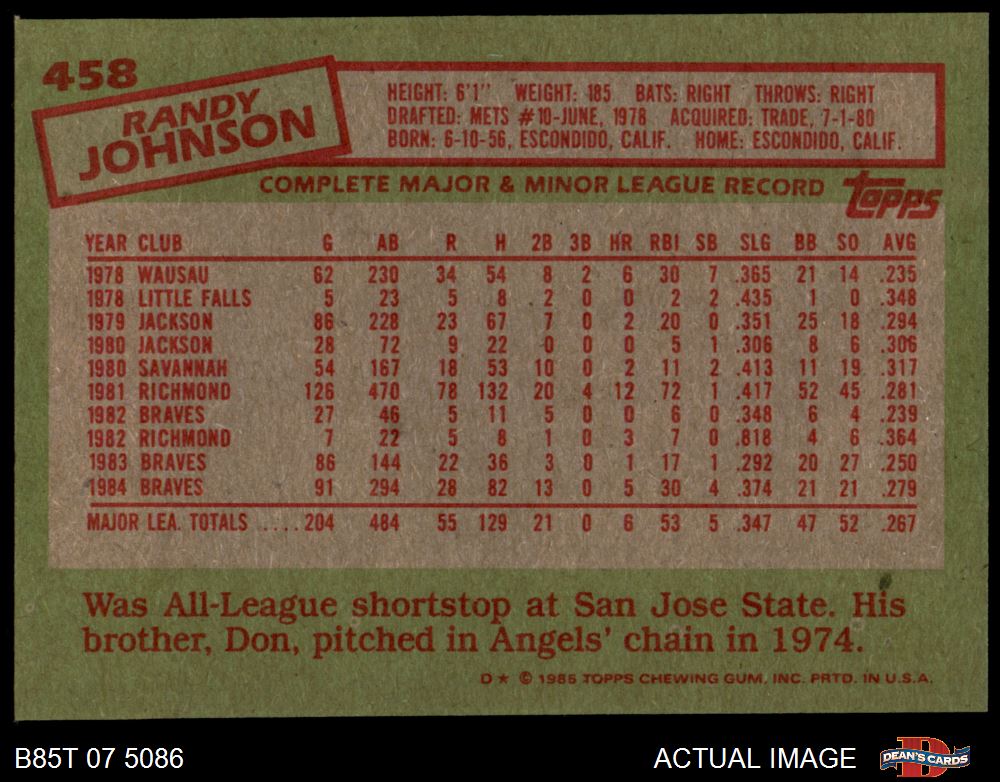 458
RANDY
JOHNSON
HEIGHT: 6'1" WEIGHT: 185 BATS: RIGHT THROWS: RIGHT
DRAFTED: METS #10-JUNE, 1978 ACQUIRED: TRADE, 7-1-80
BORN: 6-10-56, ESCONDIDO, CALIF. HOME: ESCONDIDO, CALIF.
COMPLETE MAJOR & MINOR LEAGUE RECORD topps
YEAR CLUB G AB R H 2B 3B HR RBI SB SLG BB SO AVG
1978 WAUSAU 62 230 34 54 8 2 6 30 7 .365 21 14 .235
1978 LITTLE FALLS 5 23 5 8 2 0 0 2 2 .435 1 0 .348
1979 JACKSON 86 228 23 67 7 0 2 20 0 .351 25 18 .294
1980 JACKSON 28 72 9 22 0 0 0 5 1 .306 8 6 .306
1980 SAVANNAH 54 167 18 53 10 0 2 11 2 .413 11 19 .317
1981 RICHMOND 126 470 78 132 20 4 12 72 1 .417 52 45 .281
1982 BRAVES 27 46 5 11 5 0 0 6 0 .348 6 4 .239
1982 RICHMOND 7 22 5 8 1 0 3 7 0 .818 4 6 .364
1983 BRAVES 86 144 22 36 3 0 1 17 1 .292 20 27 .250
1984 BRAVES 91 294 28 82 13 0 5 30 4 .374 21 21 .279
MAJOR LEA. TOTALS ....204 484 55 129 21 0 6 53 5 .347 47 52 .267
Was All-League shortstop at San Jose State. His
brother, Don, pitched in Angels' chain in 1974.
D★ © 1985 TOPPS CHEWING GUM, INC. PRTD. IN U.S.A.
B85T 07 5086 ACTUAL IMAGE DEAN'S CARDS